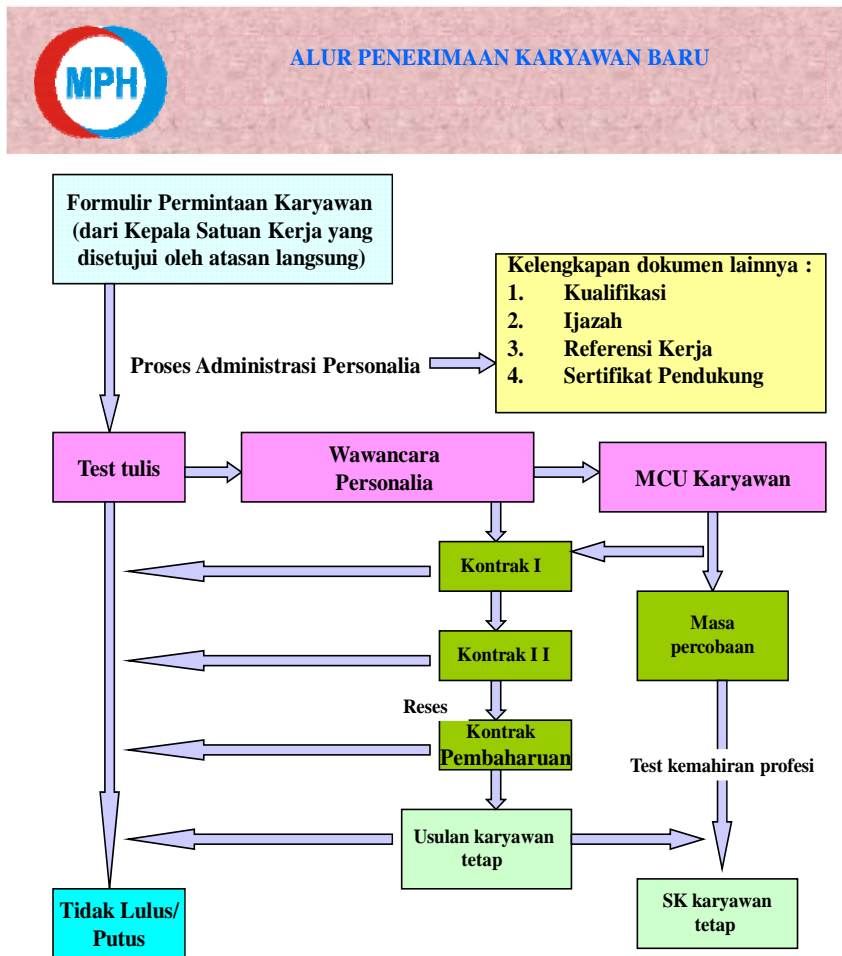 MPH
ALUR PENERIMAAN KARYAWAN BARU
Formulir Permintaan Karyawan
(dari Kepala Satuan Kerja yang
disetujui oleh atasan langsung)
Kelengkapan dokumen lainnya :
1. Kualifikasi
2. Ijazah
3. Referensi Kerja
4. Sertifikat Pendukung
Proses Administrasi Personalia
Test tulis
Wawancara
Personalia
MCU Karyawan
Kontrak I
Masa
percobaan
Kontrak I I
Reses
Kontrak
Pembaharuan
Test kemahiran profesi
Usulan karyawan
tetap
Tidak Lulus/
Putus
SK karyawan
tetap